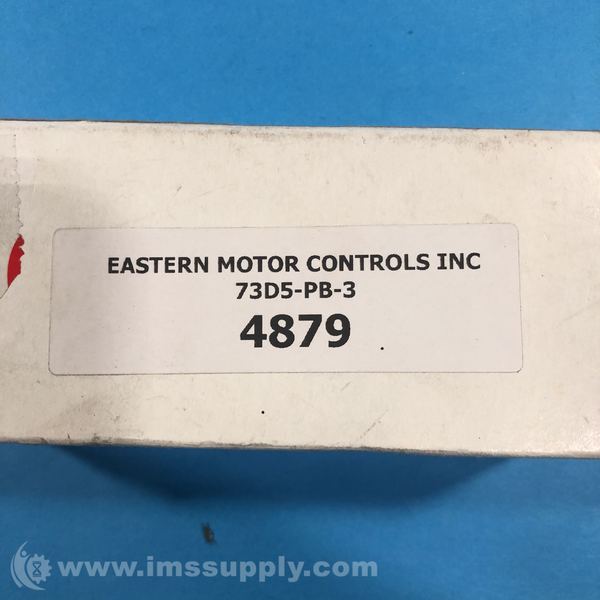 EASTERN MOTOR CONTROLS INC
73D5-PB-3
4879
www.imssupply.com